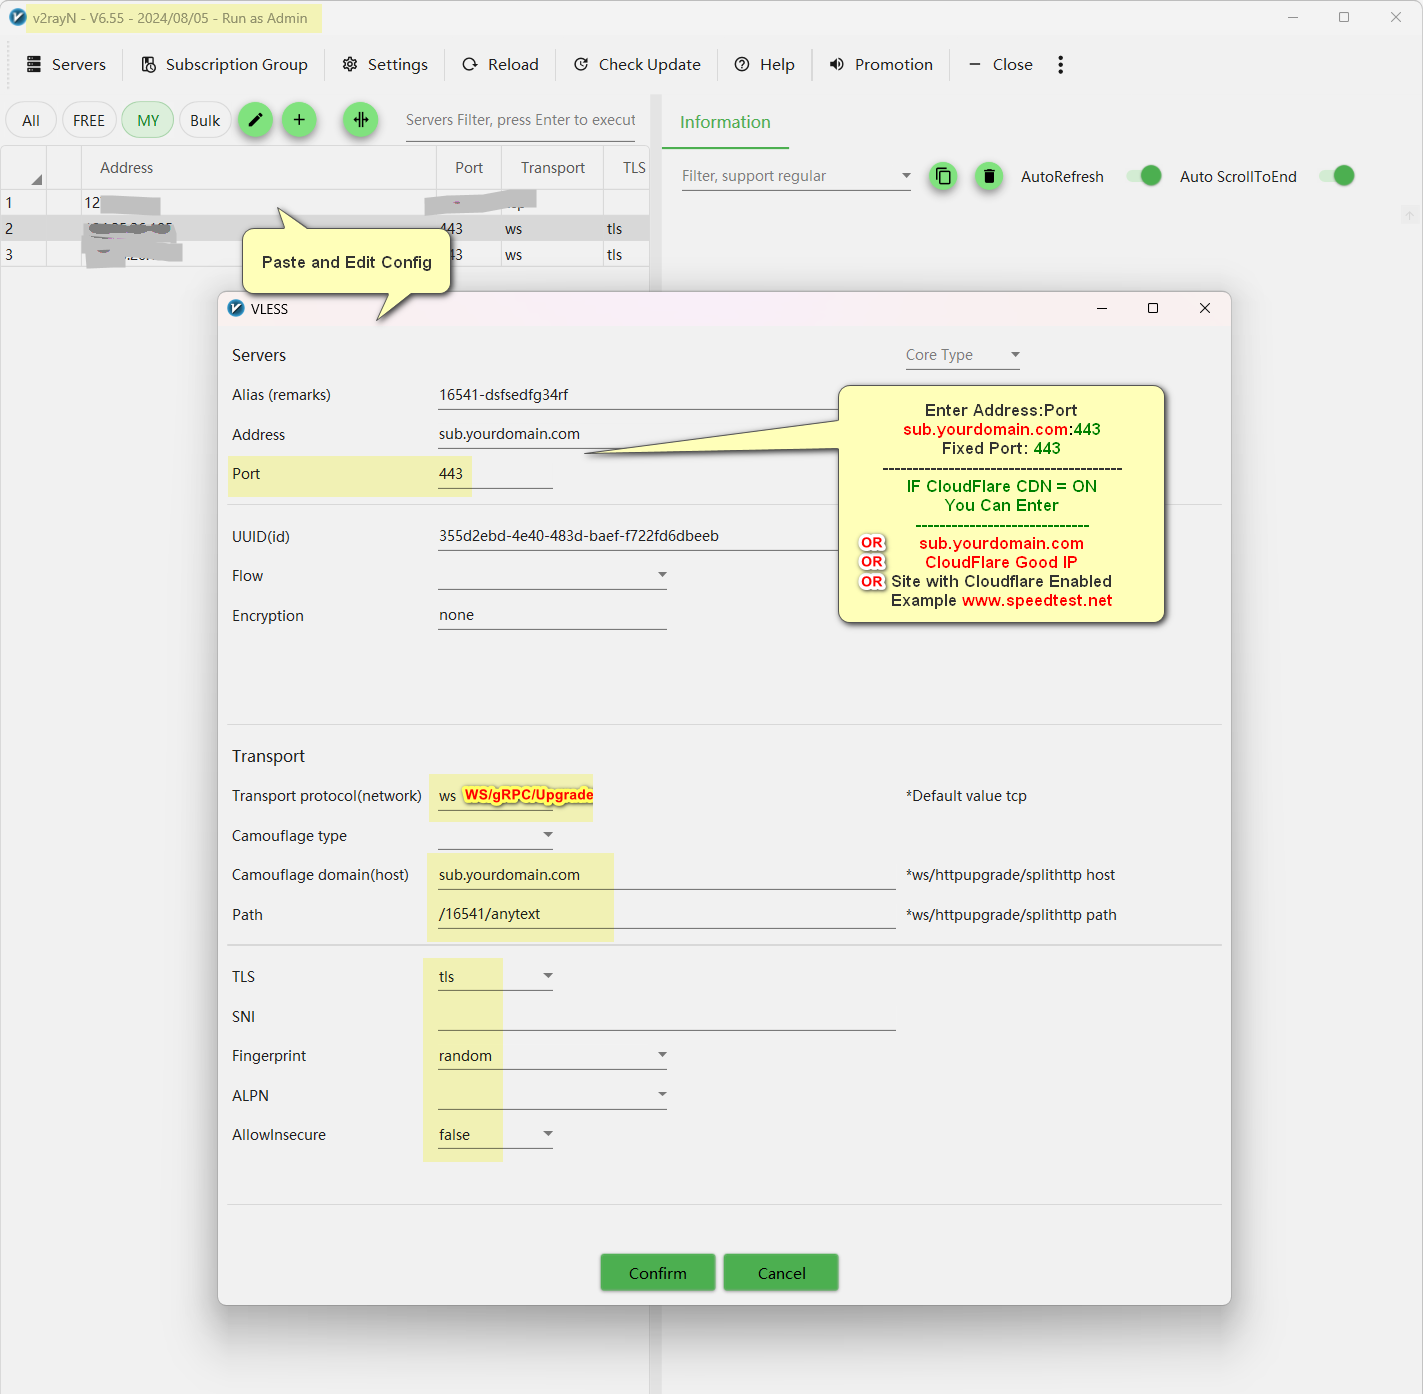 v2rayN - V6.55 - 2024/08/05 - Run as Admin
Servers
Subscription Group
Settings
Reload
Check Update
Help
Promotion
Close
All
FREE
MY
Bulk
Servers Filter, press Enter to execut
Information
Address
Port
Transport
TLS
Filter, support regular
AutoRefresh
Auto ScrollToEnd
1
12
2
443
ws
tls
3
ws
tls
Paste and Edit Config
VLESS
Servers
Core Type
Alias (remarks)
16541-dsfsedfg34rf
Address
sub.yourdomain.com
Port
443
Enter Address:Port
sub.yourdomain.com:443
Fixed Port: 443
----------------------------------------
IF CloudFlare CDN = ON
You Can Enter
-----------------------------
OR sub.yourdomain.com
OR CloudFlare Good IP
OR Site with Cloudflare Enabled
Example www.speedtest.net
UUID(id)
355d2ebd-4e40-483d-baef-f722fd6dbeeb
Flow
Encryption
none
Transport
Transport protocol(network)
ws
WS/gRPC/Upgrade
*Default value tcp
Camouflage type
Camouflage domain(host)
sub.yourdomain.com
*ws/httpupgrade/splithttp host
Path
/16541/anytext
*ws/httpupgrade/splithttp path
TLS
tls
SNI
Fingerprint
random
ALPN
AllowInsecure
false
Confirm
Cancel